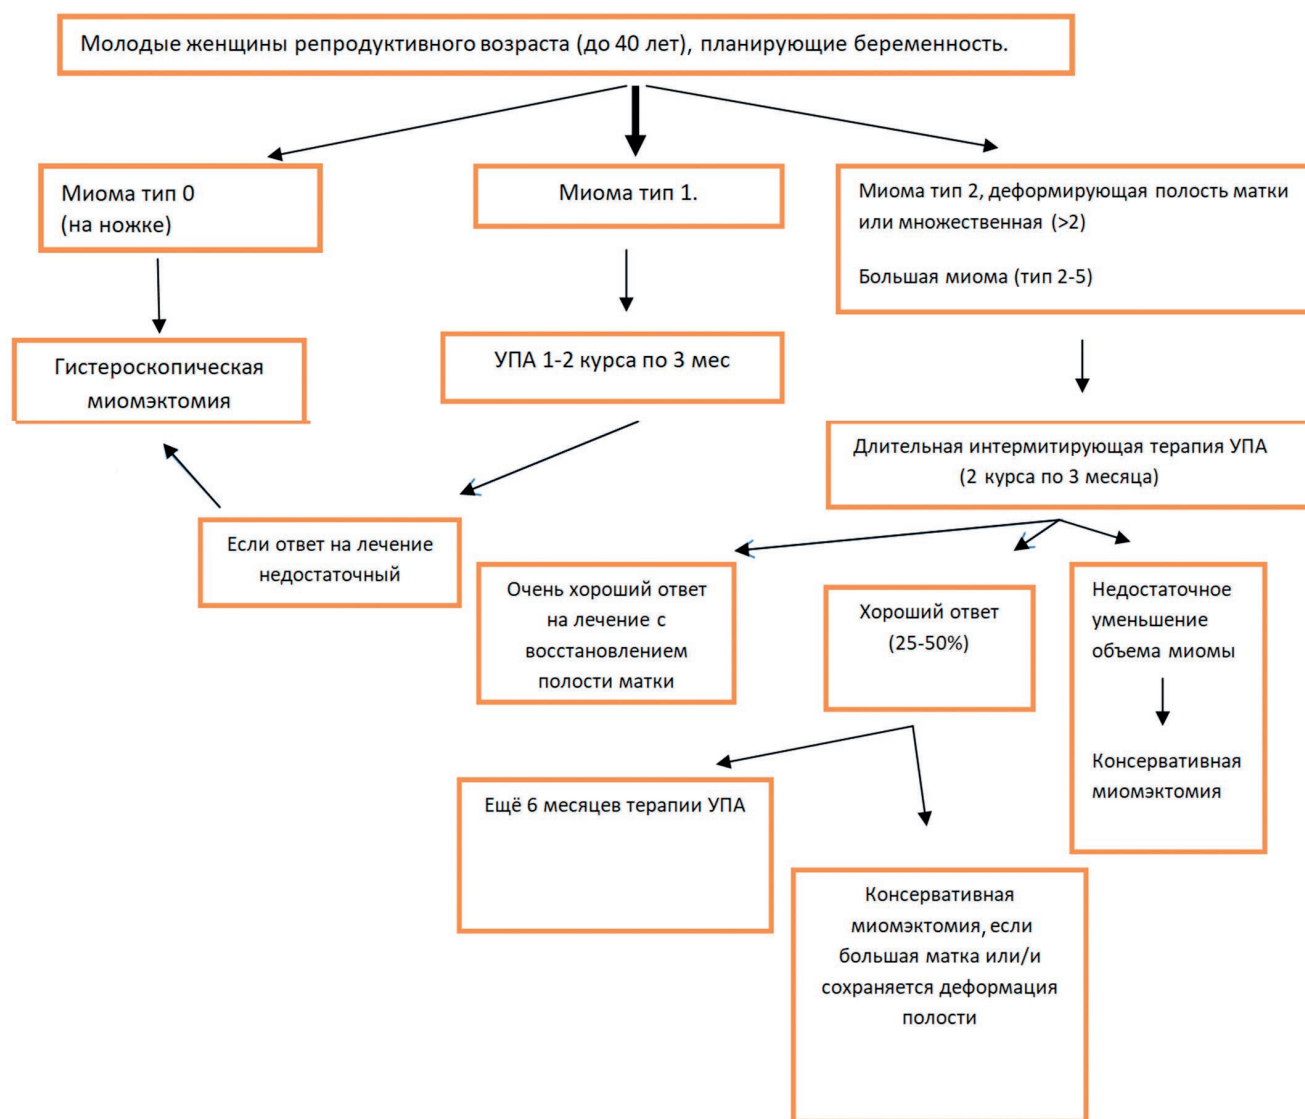 Молодые женщины репродуктивного возраста (до 40 лет), планирующие беременность.
Миома тип 0
(на ножке)
Миома тип 1.
Миома тип 2, деформирующая полость матки
или множественная (>2)
Большая миома (тип 2-5)
Гистероскопическая
миомэктомия
УПА 1-2 курса по 3 мес
Длительная интермитирующая терапия УПА
(2 курса по 3 месяца)
Если ответ на лечение
недостаточный
Очень хороший ответ
на лечение с
восстановлением
полости матки
Хороший ответ
(25-50%)
Недостаточное
уменьшение
объема миомы
Консервативная
миомэктомия
Ещё 6 месяцев терапии УПА
Консервативная
миомэктомия, если
большая матка или/и
сохраняется деформация
полости